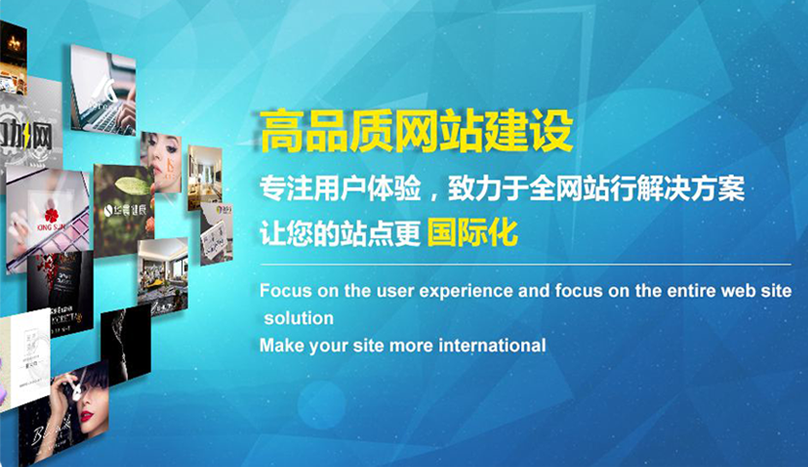 高品质网站建设
专注用户体验，致力于全网站行解决方案
让您的站点更 国际化
Focus on the user experience and focus on the entire web site
solution
Make your site more international